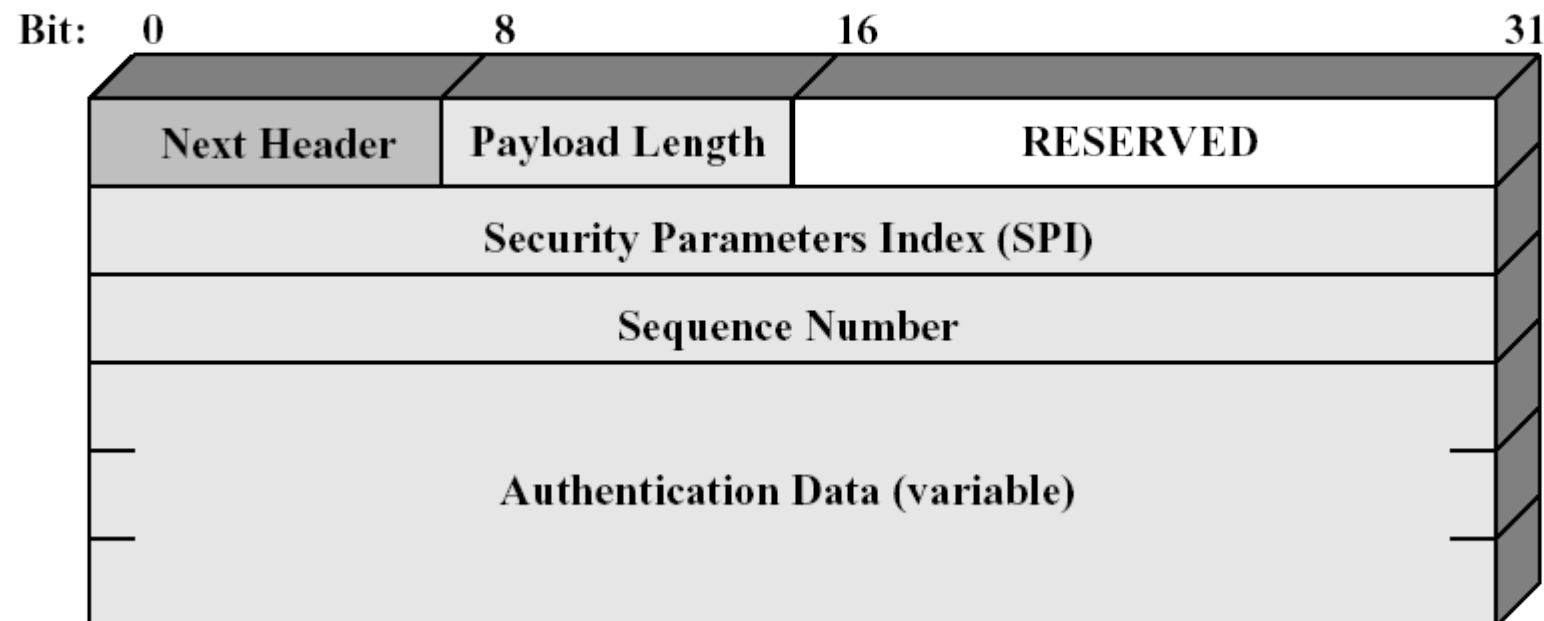 Bit: 0 8 16 31
Next Header Payload Length RESERVED
Security Parameters Index (SPI)
Sequence Number
Authentication Data (variable)